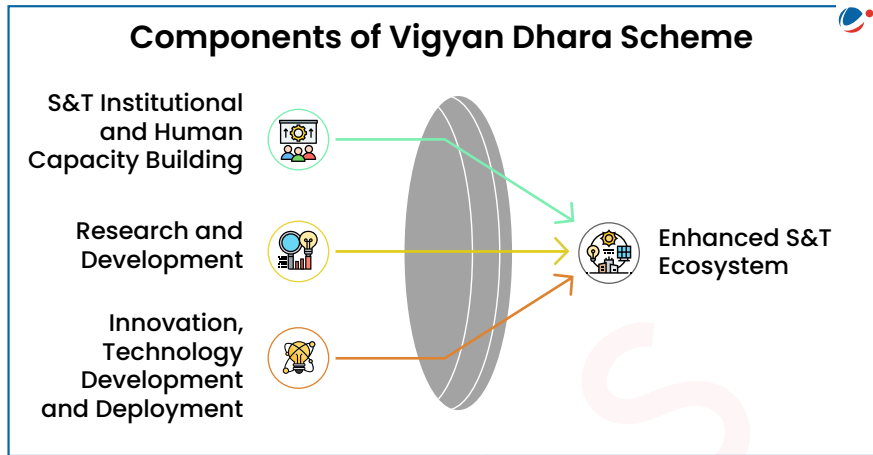 Components of Vigyan Dhara Scheme
S&T Institutional
and Human
Capacity Building
Research and
Development
Innovation,
Technology
Development
and Deployment
Enhanced S&T
Ecosystem